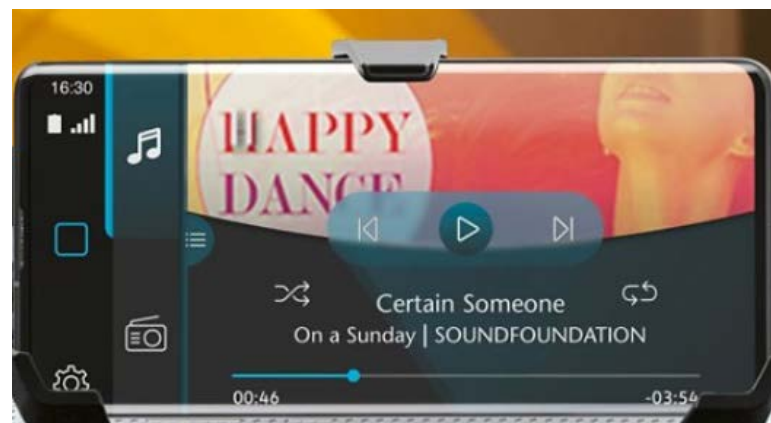 16:30
HAPPY
DANCE
Certain Someone
On a Sunday | SOUNDFOUNDATION
00:46
-03:54